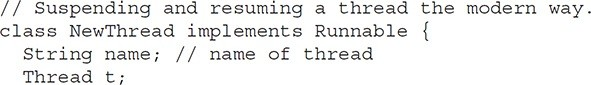 // Suspending and resuming a thread the modern way.
class NewThread implements Runnable {
  String name; // name of thread
  Thread t;